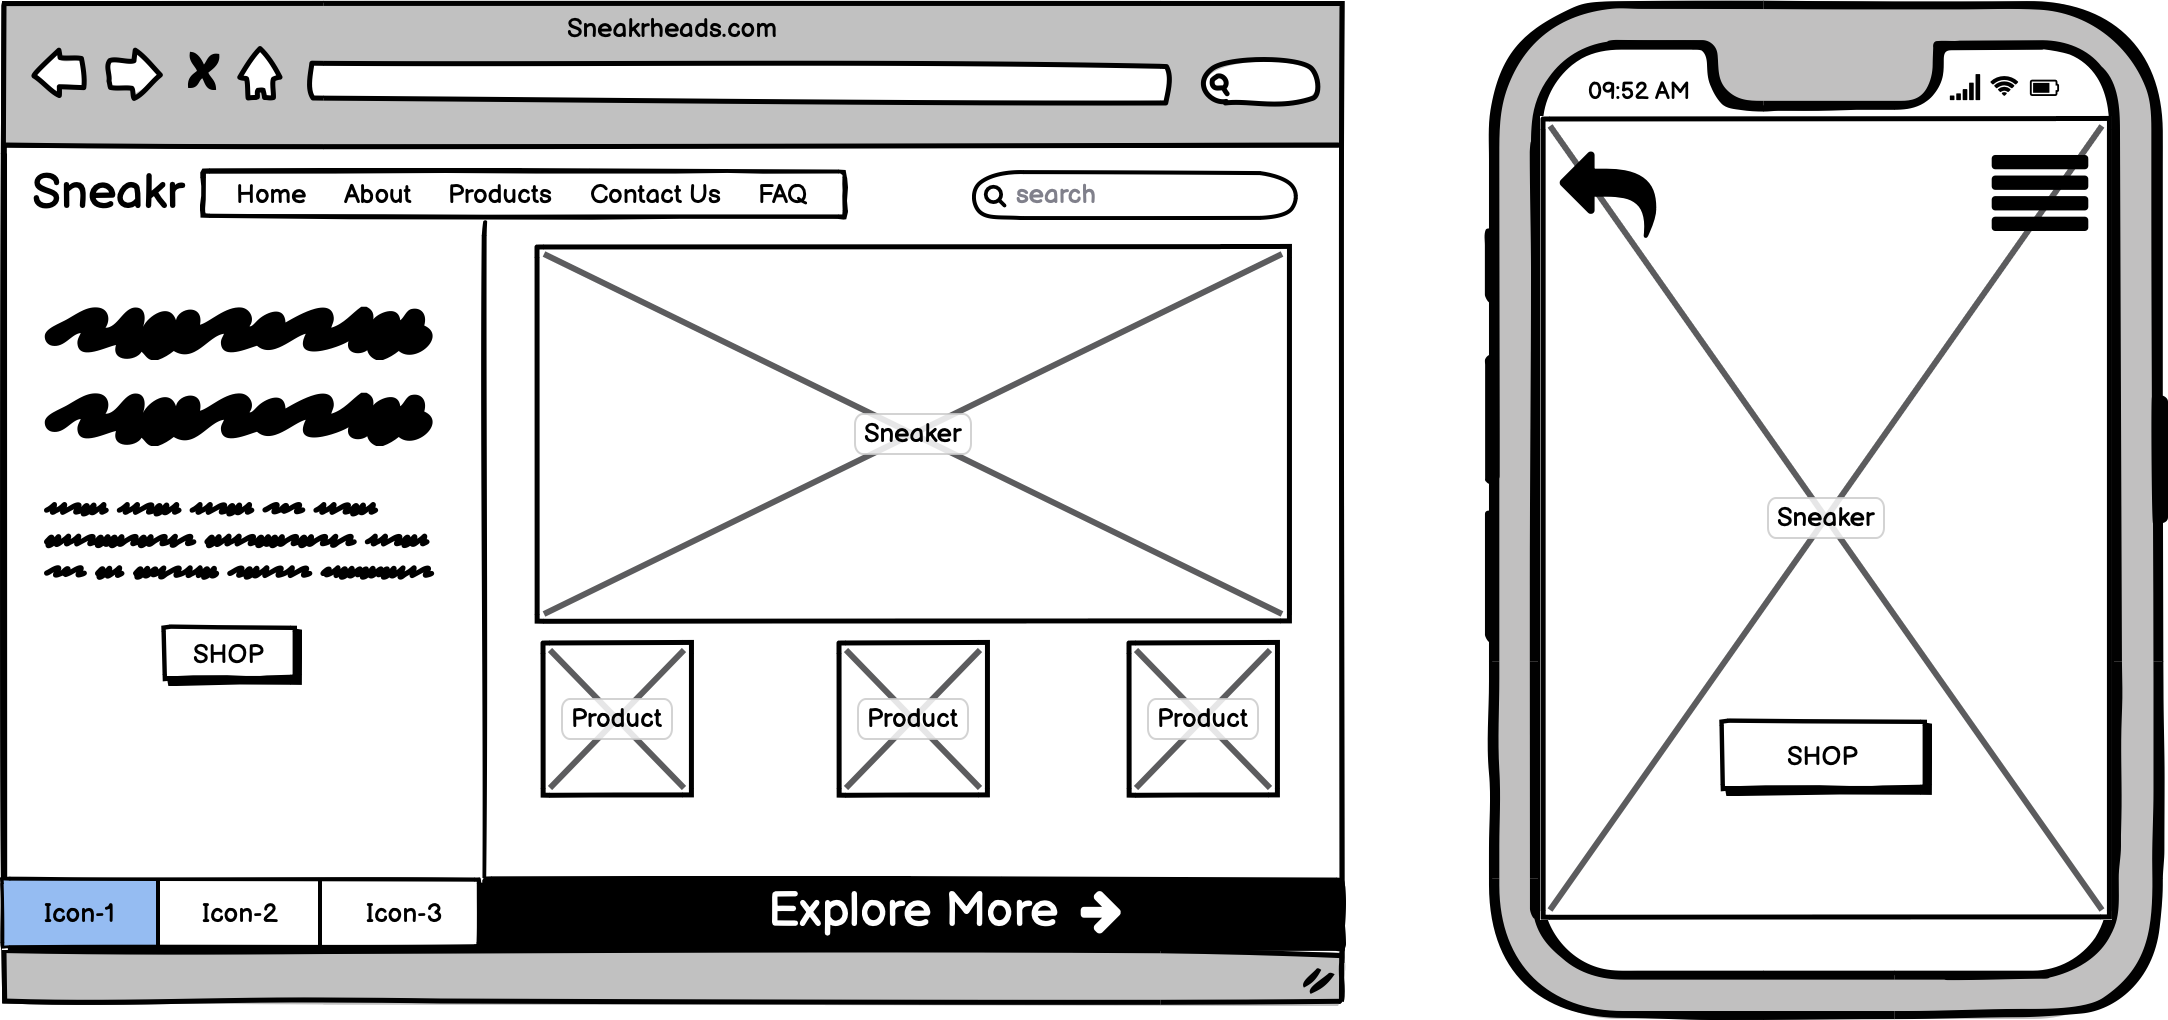 Sneakrheads.com
Sneakr
Home About Products Contact Us FAQ
search
Sneaker
SHOP
Product Product Product
Icon-1 Icon-2 Icon-3
Explore More
09:52 AM
Sneaker
SHOP